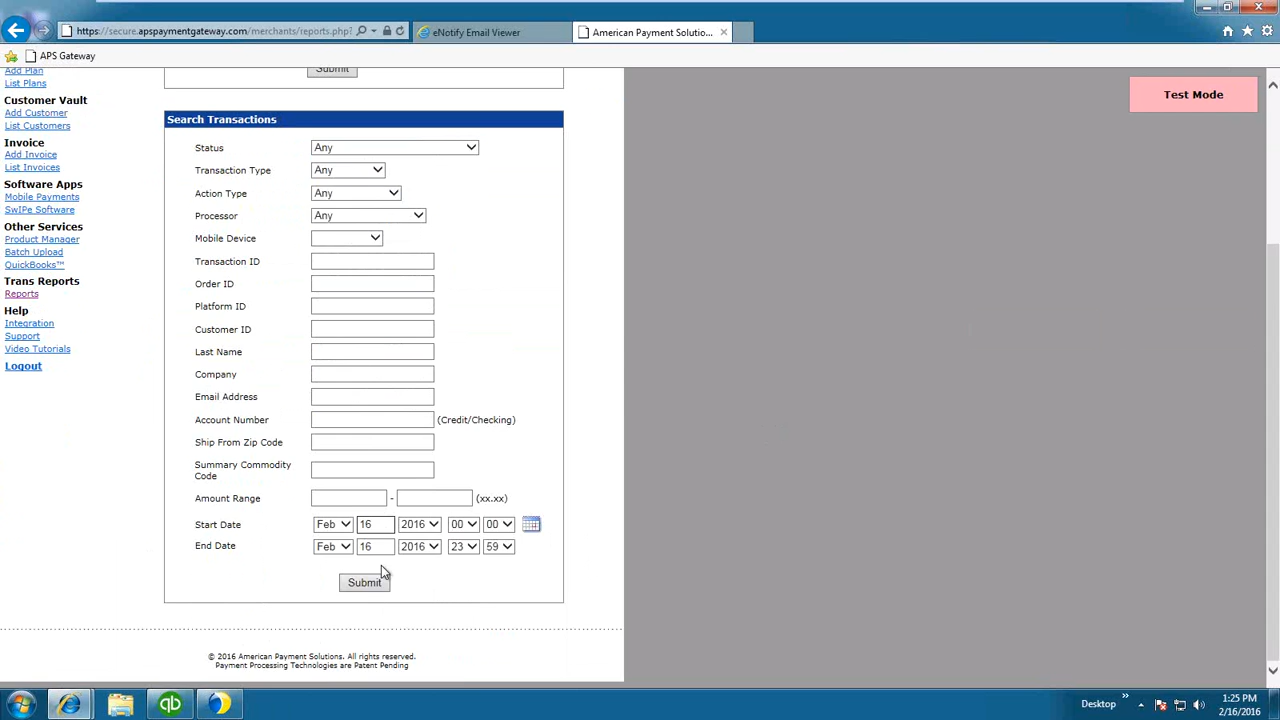 https://secure.apspaymentgateway.com/merchants/reports.php?
eNotify Email Viewer
American Payment Solutio...
APS Gateway
Add Plan
List Plans
Customer Vault
Add Customer
List Customers
Invoice
Add Invoice
List Invoices
Software Apps
Mobile Payments
SwIPe Software
Other Services
Product Manager
Batch Upload
QuickBooks™
Trans Reports
Reports
Help
Integration
Support
Video Tutorials
Logout
Submit
Test Mode
Search Transactions
Status Any
Transaction Type Any
Action Type Any
Processor Any
Mobile Device
Transaction ID
Order ID
Platform ID
Customer ID
Last Name
Company
Email Address
Account Number (Credit/Checking)
Ship From Zip Code
Summary Commodity
Code
Amount Range - (xx.xx)
Start Date Feb 16 2016 00 00
End Date Feb 16 2016 23 59
Submit
© 2016 American Payment Solutions. All rights reserved.
Payment Processing Technologies are Patent Pending
Desktop
1:25 PM
2/16/2016